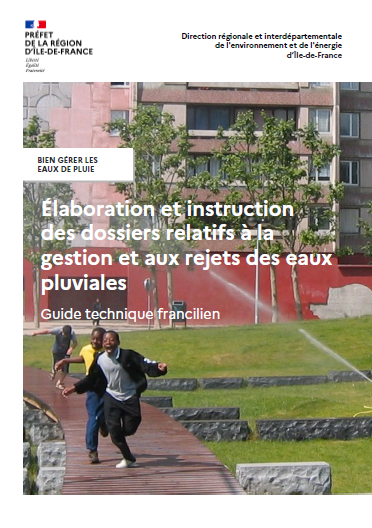 PRÉFET
DE LA RÉGION
D'ÎLE-DE-FRANCE
Liberté
Égalité
Fraternité
Direction régionale et interdépartementale
de l'environnement et de l'énergie
d'Île-de-France
BIEN GÉRER LES
EAUX DE PLUIE
Élaboration et instruction
des dossiers relatifs à la
gestion et aux rejets des eaux
pluviales
Guide technique francilien